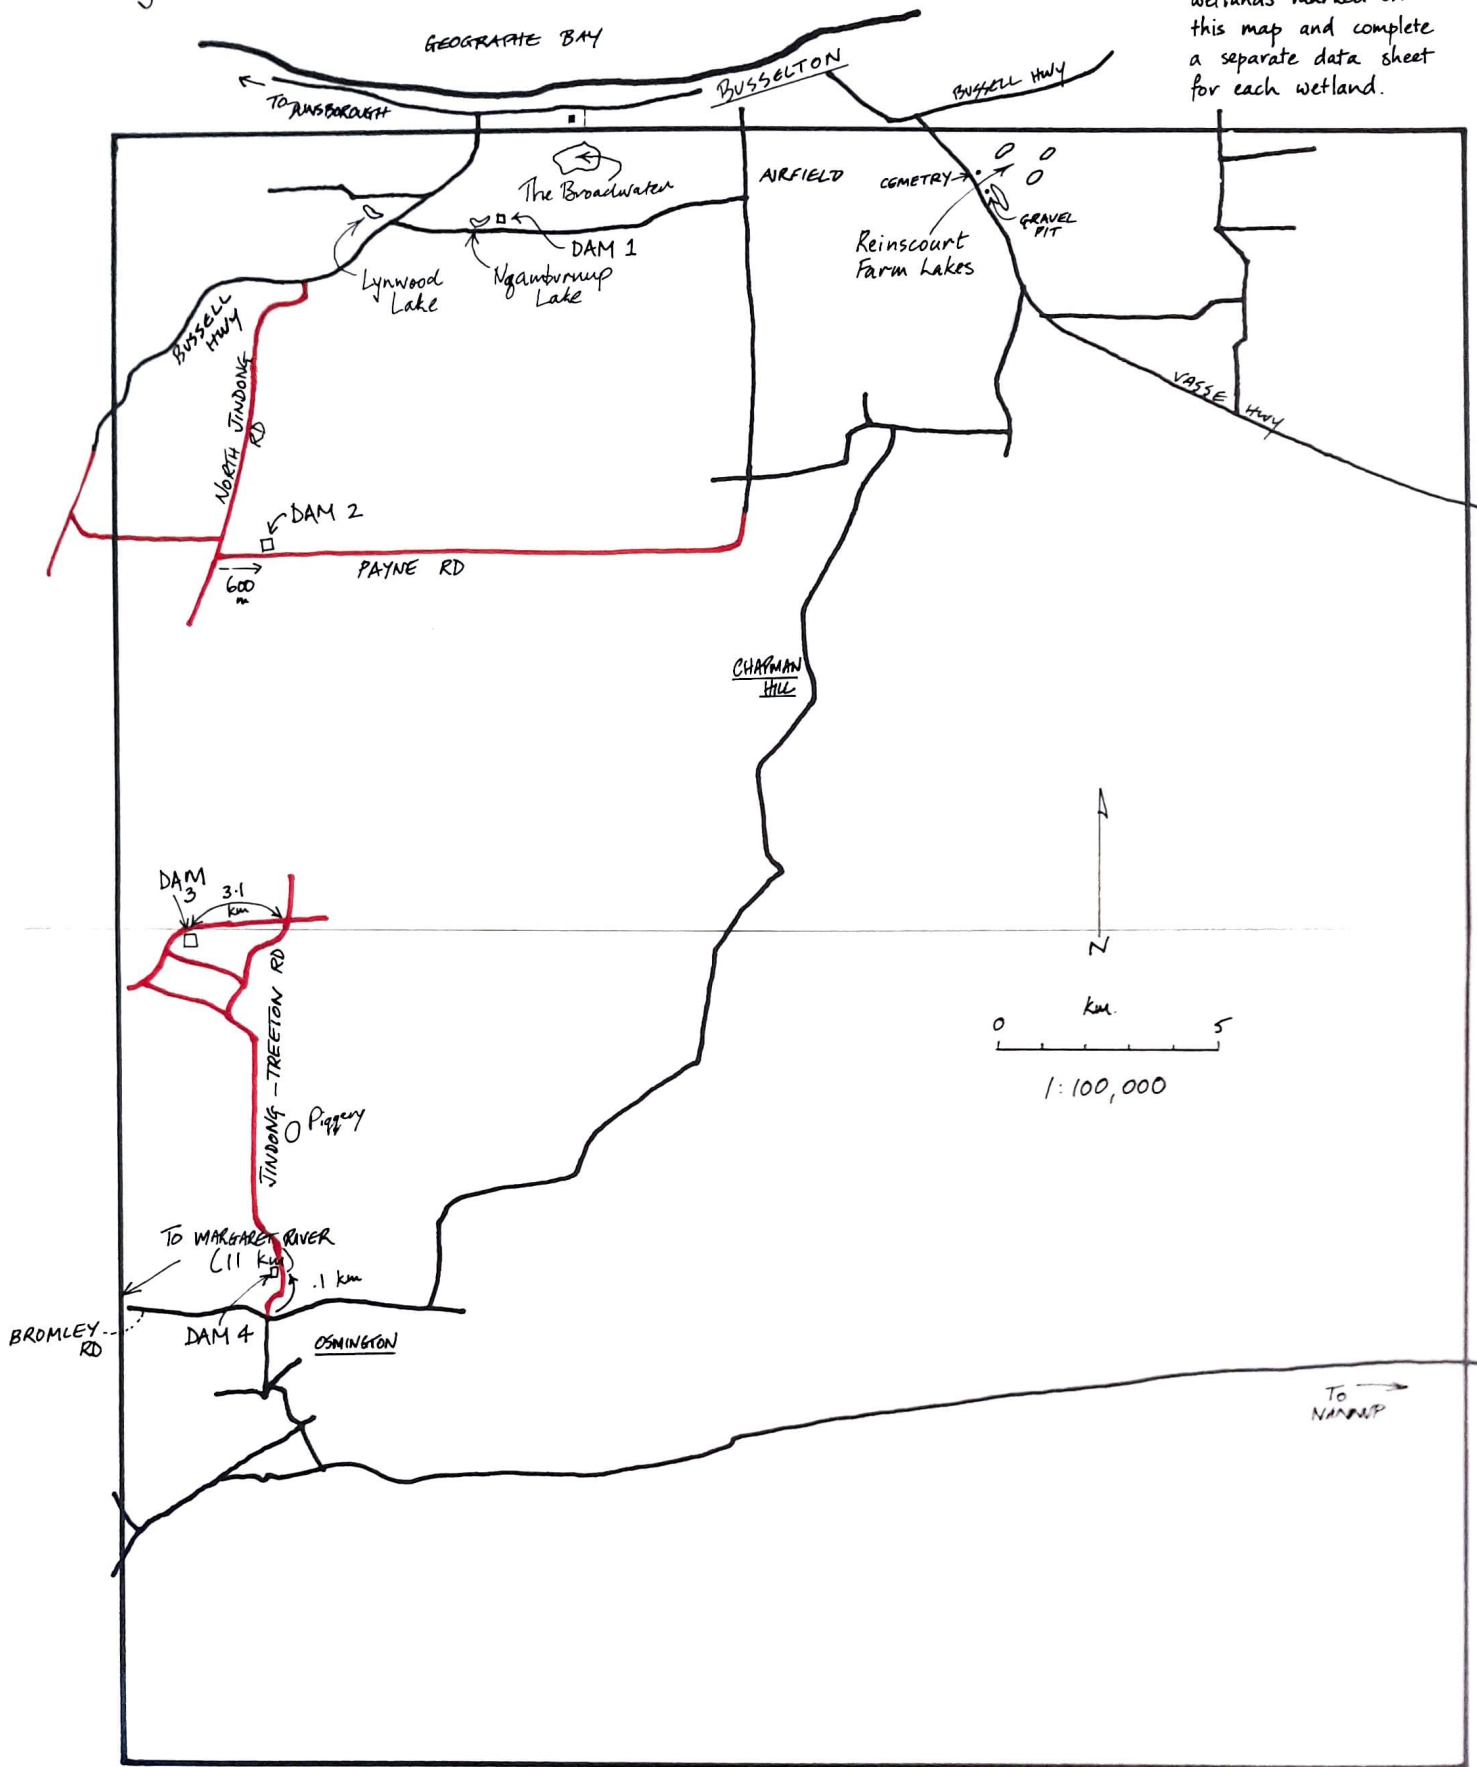 this map and complete
a separate data sheet
for each wetland.
GEOGRAPHE BAY
BUSSELTON
BUSSELL HWY
TO DUNSBOROUGH
The Broadwater
AIRFIELD
CEMETRY
GRAVEL
PIT
DAM 1
Reinscourt
Farm Lakes
Lynwood
Lake
Ngamburnup
Lake
BUSSELL
HWY
NORTH JINDONG
RD
VASSE HWY
DAM 2
PAYNE RD
600
m
CHAPMAN
HILL
DAM
3
3.1
km
N
JINDONG-TREETON RD
km.
0 5
1:100,000
Piggery
TO MARGARET RIVER
(11 km)
.1 km
BROMLEY
RD
DAM 4
OSMINGTON
TO
NANNUP